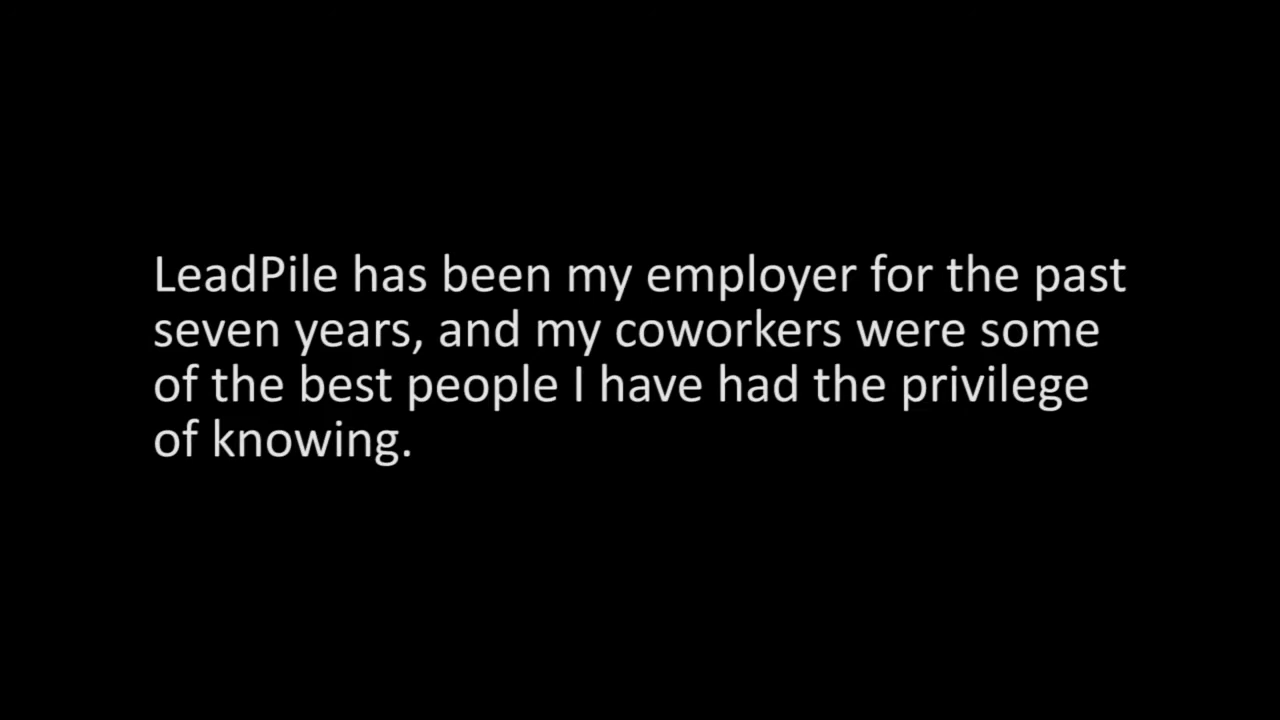 LeadPile has been my employer for the past
seven years, and my coworkers were some
of the best people I have had the privilege
of knowing.